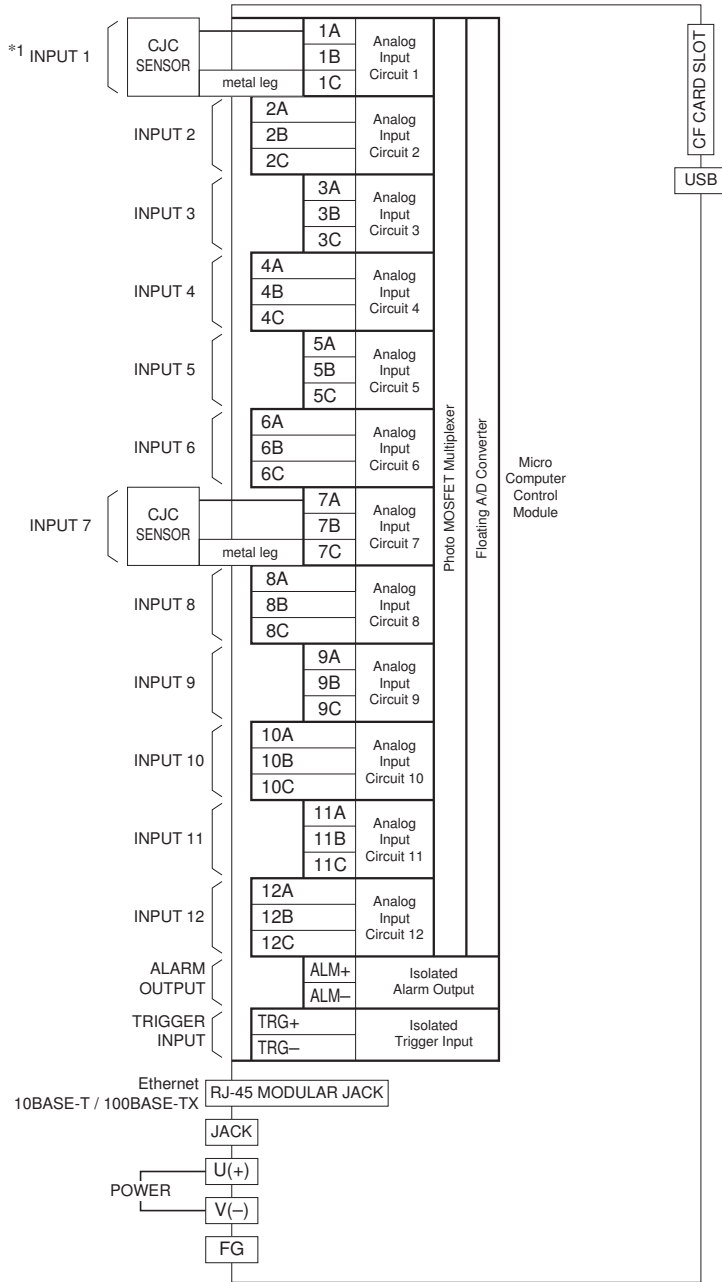 *1 INPUT 1
CJC
SENSOR
metal leg
1A
1B
1C
Analog
Input
Circuit 1
CF CARD SLOT
USB
INPUT 2
2A
2B
2C
Analog
Input
Circuit 2
INPUT 3
3A
3B
3C
Analog
Input
Circuit 3
INPUT 4
4A
4B
4C
Analog
Input
Circuit 4
INPUT 5
5A
5B
5C
Analog
Input
Circuit 5
INPUT 6
6A
6B
6C
Analog
Input
Circuit 6
Photo MOSFET Multiplexer
Floating A/D Converter
Micro
Computer
Control
Module
INPUT 7
CJC
SENSOR
metal leg
7A
7B
7C
Analog
Input
Circuit 7
INPUT 8
8A
8B
8C
Analog
Input
Circuit 8
INPUT 9
9A
9B
9C
Analog
Input
Circuit 9
INPUT 10
10A
10B
10C
Analog
Input
Circuit 10
INPUT 11
11A
11B
11C
Analog
Input
Circuit 11
INPUT 12
12A
12B
12C
Analog
Input
Circuit 12
ALARM
OUTPUT
ALM+
ALM–
Isolated
Alarm Output
TRIGGER
INPUT
TRG+
TRG–
Isolated
Trigger Input
Ethernet
10BASE-T / 100BASE-TX
RJ-45 MODULAR JACK
JACK
POWER
U(+)
V(–)
FG